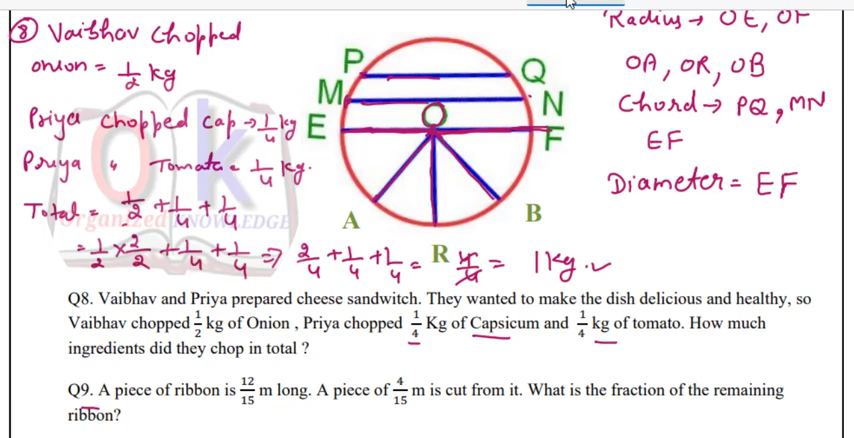 ⑧ Vaibhav chopped
onion = 1/2 kg
Priya chopped cap → 1/4 kg
Priya " Tomato = 1/4 kg.
Total = 1/2 + 1/4 + 1/4
= 1/2 × 2/2 + 1/4 + 1/4 ⇒ 2/4 + 1/4 + 1/4 = 4/4 = 1 kg.
Organized KNOWLEDGE
P Q
M N
E O F
A R B
Radius → OE, OF
OA, OR, OB
Chord → PQ, MN
EF
Diameter = EF
Q8. Vaibhav and Priya prepared cheese sandwitch. They wanted to make the dish delicious and healthy, so
Vaibhav chopped 1/2 kg of Onion , Priya chopped 1/4 Kg of Capsicum and 1/4 kg of tomato. How much
ingredients did they chop in total ?
Q9. A piece of ribbon is 12/15 m long. A piece of 4/15 m is cut from it. What is the fraction of the remaining
ribbon?